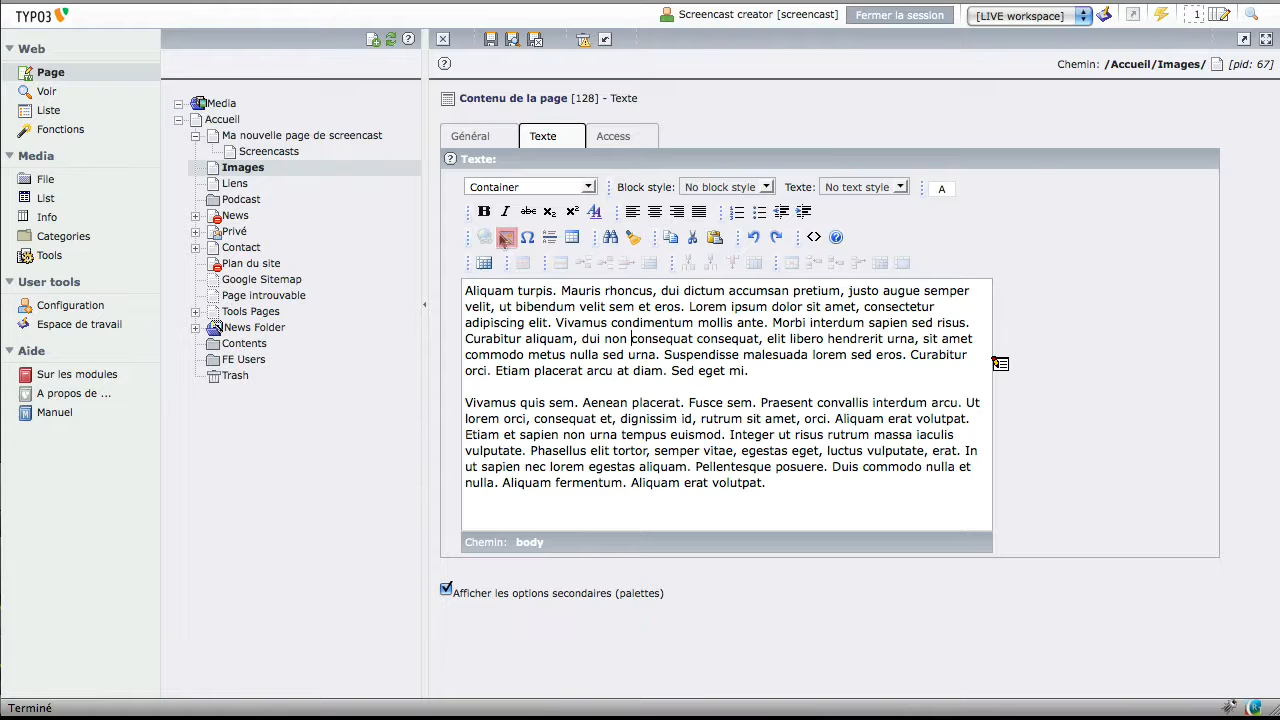 TYPO3
Screencast creator [screencast]
Fermer la session
[LIVE workspace]
1
Web
Page
Voir
Liste
Fonctions
Media
File
List
Info
Categories
Tools
User tools
Configuration
Espace de travail
Aide
Sur les modules
A propos de ...
Manuel
Media
Accueil
Ma nouvelle page de screencast
Screencasts
Images
Liens
Podcast
News
Privé
Contact
Plan du site
Google Sitemap
Page introuvable
Tools Pages
News Folder
Contents
FE Users
Trash
Chemin: /Accueil/Images/ [pid: 67]
Contenu de la page [128] - Texte
Général
Texte
Access
Texte:
Container
Block style: No block style
Texte: No text style
A
Aliquam turpis. Mauris rhoncus, dui dictum accumsan pretium, justo augue semper
velit, ut bibendum velit sem et eros. Lorem ipsum dolor sit amet, consectetur
adipiscing elit. Vivamus condimentum mollis ante. Morbi interdum sapien sed risus.
Curabitur aliquam, dui non consequat consequat, elit libero hendrerit urna, sit amet
commodo metus nulla sed urna. Suspendisse malesuada lorem sed eros. Curabitur
orci. Etiam placerat arcu at diam. Sed eget mi.
Vivamus quis sem. Aenean placerat. Fusce sem. Praesent convallis interdum arcu. Ut
lorem orci, consequat et, dignissim id, rutrum sit amet, orci. Aliquam erat volutpat.
Etiam et sapien non urna tempus euismod. Integer ut risus rutrum massa iaculis
vulputate. Phasellus elit tortor, semper vitae, egestas eget, luctus vulputate, erat. In
ut sapien nec lorem egestas aliquam. Pellentesque posuere. Duis commodo nulla et
nulla. Aliquam fermentum. Aliquam erat volutpat.
Chemin: body
Afficher les options secondaires (palettes)
Terminé